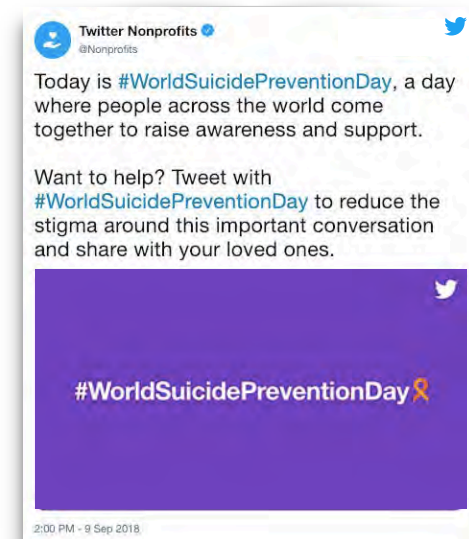 Twitter Nonprofits
@Nonprofits
Today is #WorldSuicidePreventionDay, a day
where people across the world come
together to raise awareness and support.
Want to help? Tweet with
#WorldSuicidePreventionDay to reduce the
stigma around this important conversation
and share with your loved ones.
#WorldSuicidePreventionDay
2:00 PM - 9 Sep 2018